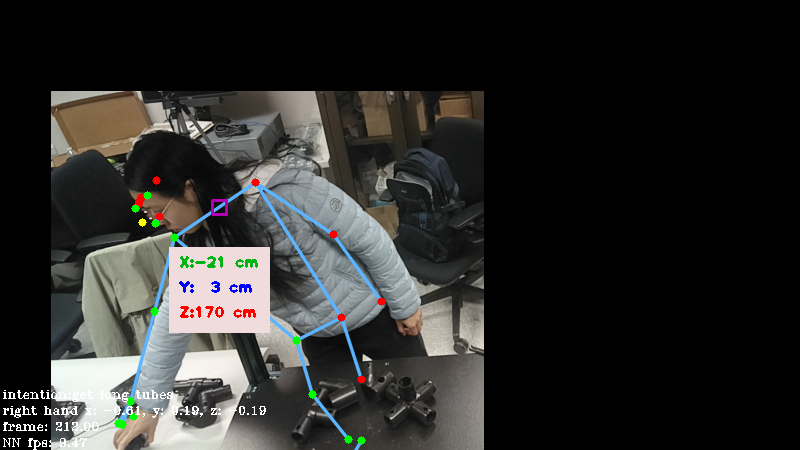 X:-21 cm
Y: 3 cm
Z:170 cm
intention:get long tubes
right hand x: -0.61, y: 0.19, z: -0.19
frame: 212.00
NN fps: 9.47